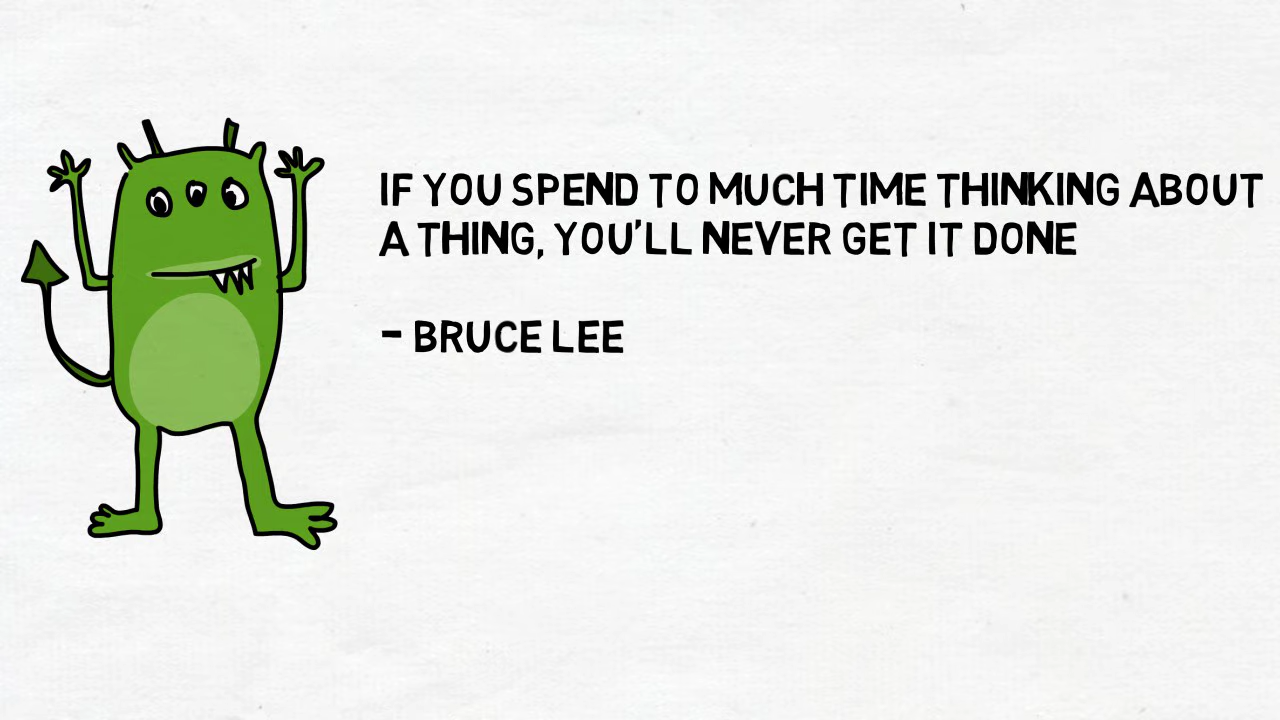 IF YOU SPEND TO MUCH TIME THINKING ABOUT
A THING, YOU'LL NEVER GET IT DONE
- BRUCE LEE